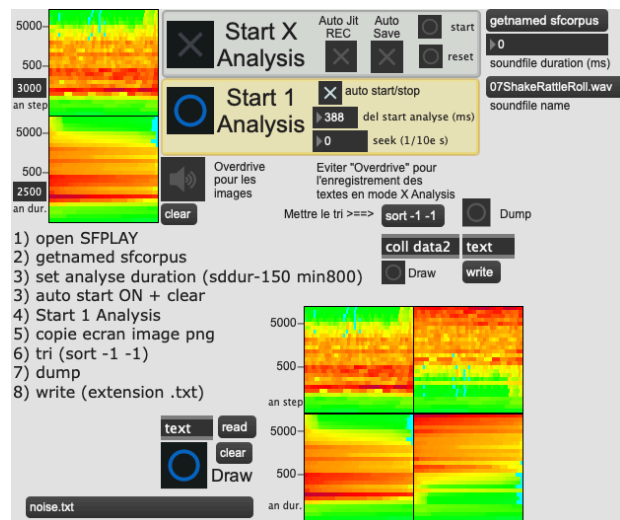 5000
500
3000
an step
5000
500
2500
an dur.
Start X
Analysis
Auto Jit
REC
Auto
Save
start
reset
getnamed sfcorpus
0
soundfile duration (ms)
07ShakeRattleRoll.wav
soundfile name
Start 1
Analysis
auto start/stop
388
del start analyse (ms)
0
seek (1/10e s)
Overdrive
pour les
images
clear
Eviter "Overdrive" pour
l'enregistrement des
textes en mode X Analysis
Mettre le tri >==>
sort -1 -1
Dump
coll data2
text
Draw
write
1) open SFPLAY
2) getnamed sfcorpus
3) set analyse duration (sddur-150 min800)
3) auto start ON + clear
4) Start 1 Analysis
5) copie ecran image png
6) tri (sort -1 -1)
7) dump
8) write (extension .txt)
5000
500
an step
5000
500
an dur.
text
read
clear
Draw
noise.txt